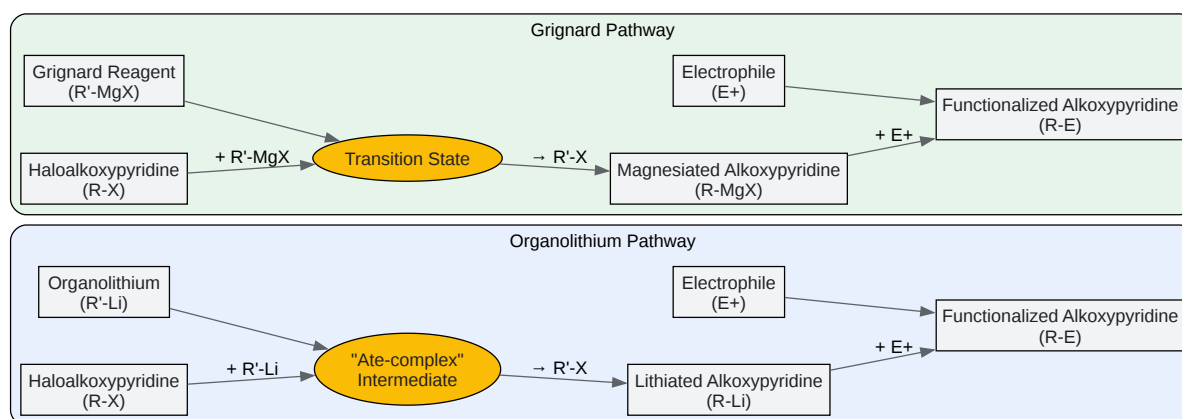 Grignard Pathway
Grignard Reagent
(R'-MgX)
Electrophile
(E+)
Functionalized Alkoxypyridine
(R-E)
+ E+
+ R'-MgX
Haloalkoxypyridine
(R-X)
Transition State
→ R'-X
Magnesiated Alkoxypyridine
(R-MgX)
Organolithium Pathway
Organolithium
(R'-Li)
Electrophile
(E+)
Functionalized Alkoxypyridine
(R-E)
+ E+
+ R'-Li
Haloalkoxypyridine
(R-X)
"Ate-complex"
Intermediate
→ R'-X
Lithiated Alkoxypyridine
(R-Li)